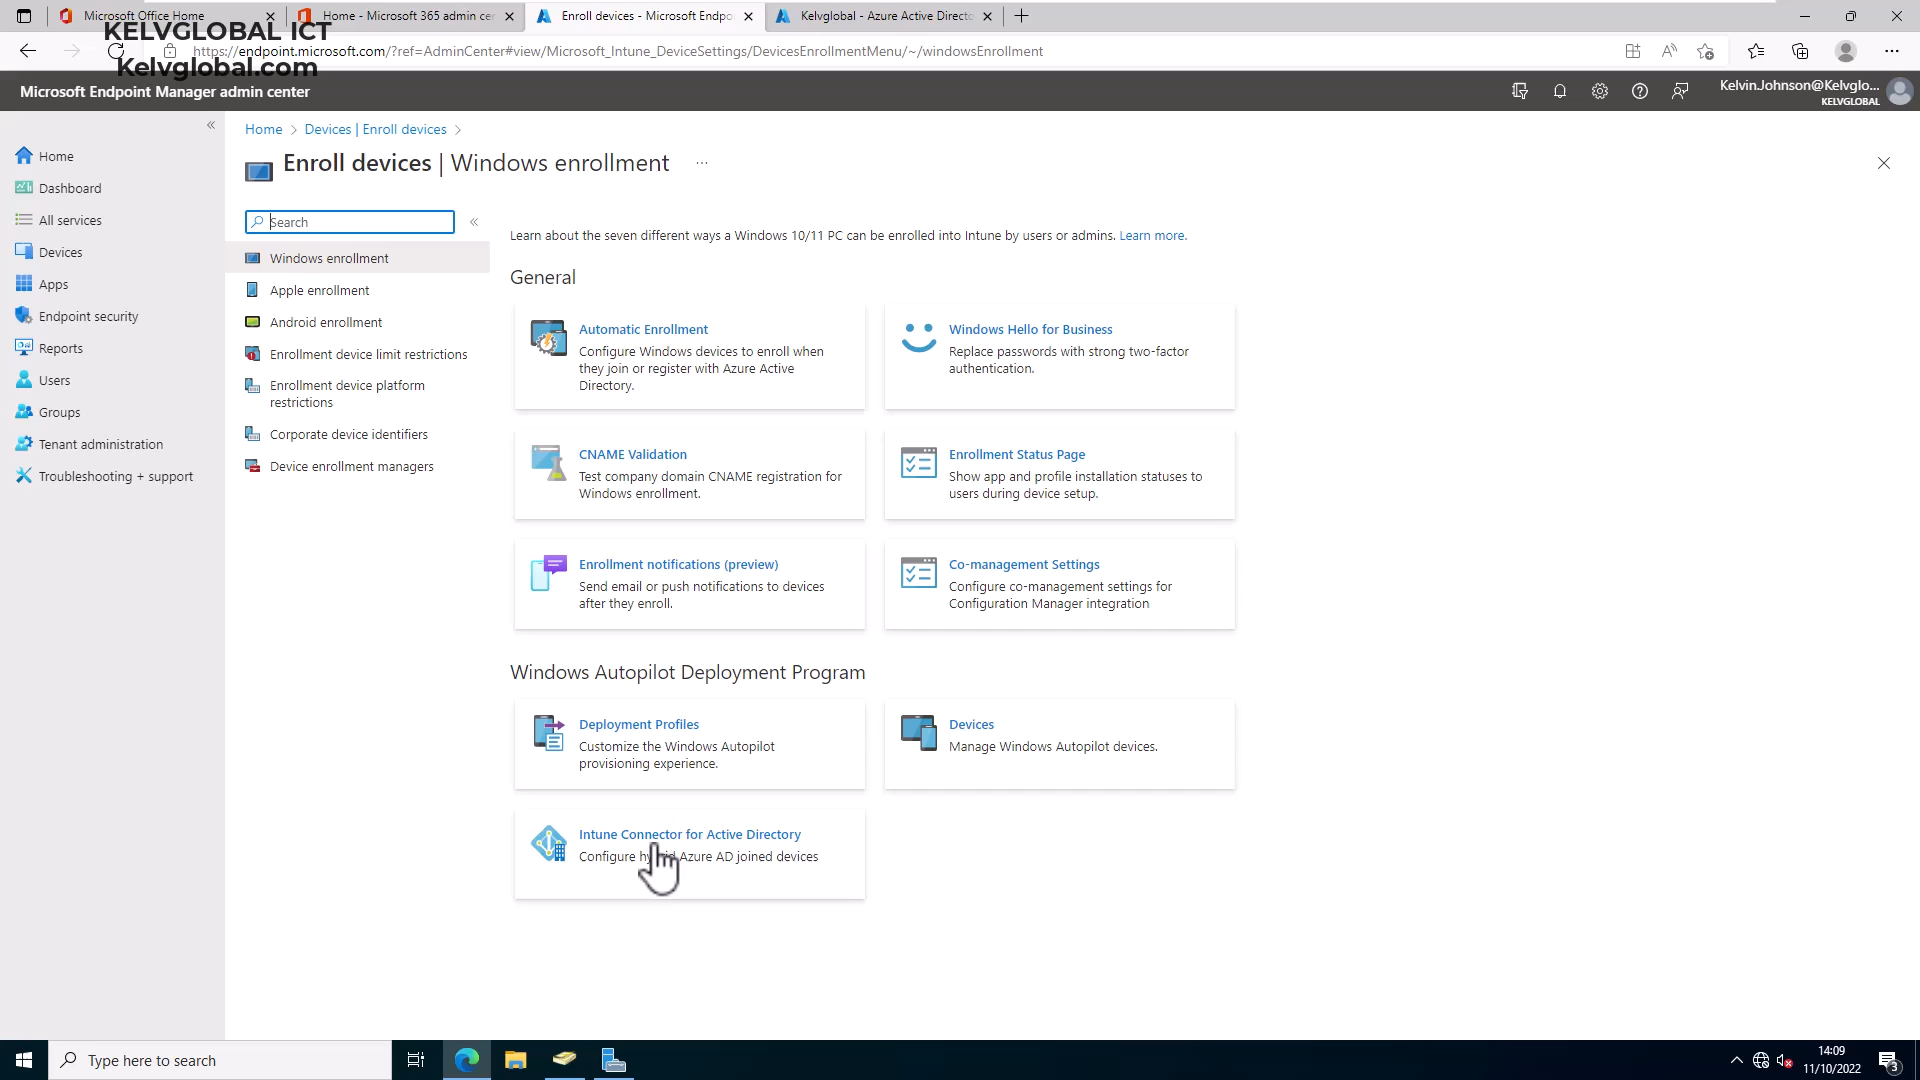 Microsoft Office Home
Home - Microsoft 365 admin cen
Enroll devices - Microsoft Endpo
Kelvglobal - Azure Active Directo
KELVGLOBAL ICT
Kelvglobal.com
https://endpoint.microsoft.com/?ref=AdminCenter#view/Microsoft_Intune_DeviceSettings/DevicesEnrollmentMenu/~/windowsEnrollment
Microsoft Endpoint Manager admin center
Kelvin.Johnson@Kelvglo...
KELVGLOBAL
Home
Dashboard
All services
Devices
Apps
Endpoint security
Reports
Users
Groups
Tenant administration
Troubleshooting + support
Home > Devices | Enroll devices >
Enroll devices | Windows enrollment ...
Search
Windows enrollment
Apple enrollment
Android enrollment
Enrollment device limit restrictions
Enrollment device platform
restrictions
Corporate device identifiers
Device enrollment managers
Learn about the seven different ways a Windows 10/11 PC can be enrolled into Intune by users or admins. Learn more.
General
Automatic Enrollment
Configure Windows devices to enroll when
they join or register with Azure Active
Directory.
Windows Hello for Business
Replace passwords with strong two-factor
authentication.
CNAME Validation
Test company domain CNAME registration for
Windows enrollment.
Enrollment Status Page
Show app and profile installation statuses to
users during device setup.
Enrollment notifications (preview)
Send email or push notifications to devices
after they enroll.
Co-management Settings
Configure co-management settings for
Configuration Manager integration
Windows Autopilot Deployment Program
Deployment Profiles
Customize the Windows Autopilot
provisioning experience.
Devices
Manage Windows Autopilot devices.
Intune Connector for Active Directory
Configure hybrid Azure AD joined devices
Type here to search
14:09
11/10/2022
3